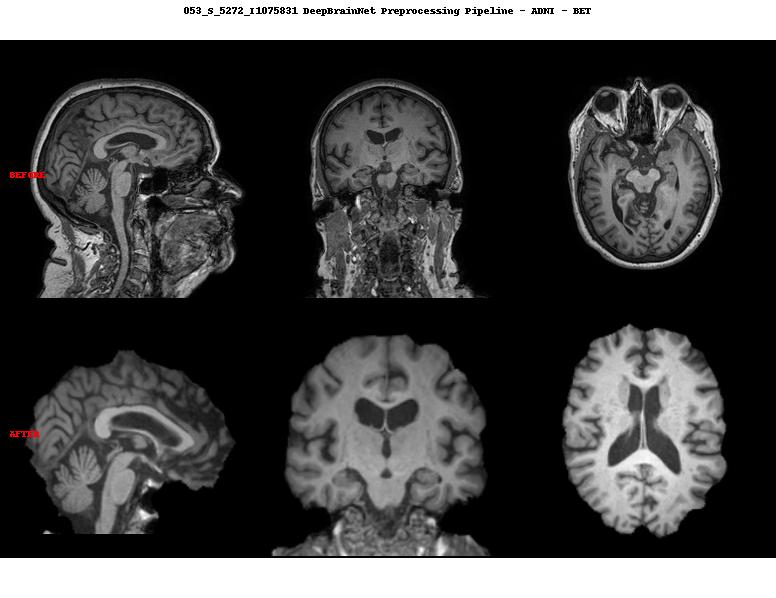 053_S_5272_I1075831 DeepBrainNet Preprocessing Pipeline - ADNI - BET
BEFORE
AFTER